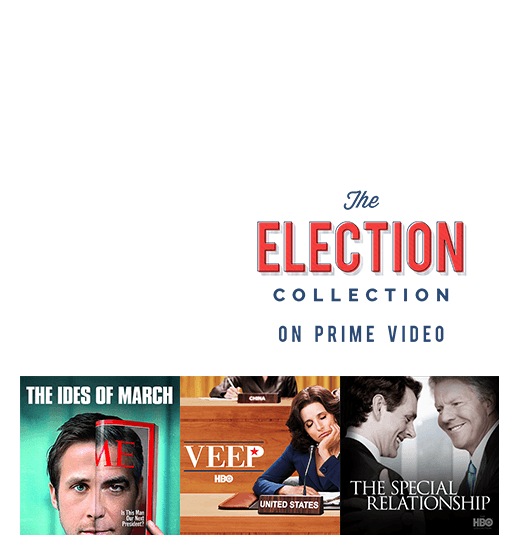 The
ELECTION
COLLECTION
ON PRIME VIDEO
THE IDES OF MARCH
ME
Is This Man
Our Next
President?
CHINA
VEEP
HBO
UNITED STATES
THE SPECIAL
RELATIONSHIP
HBO